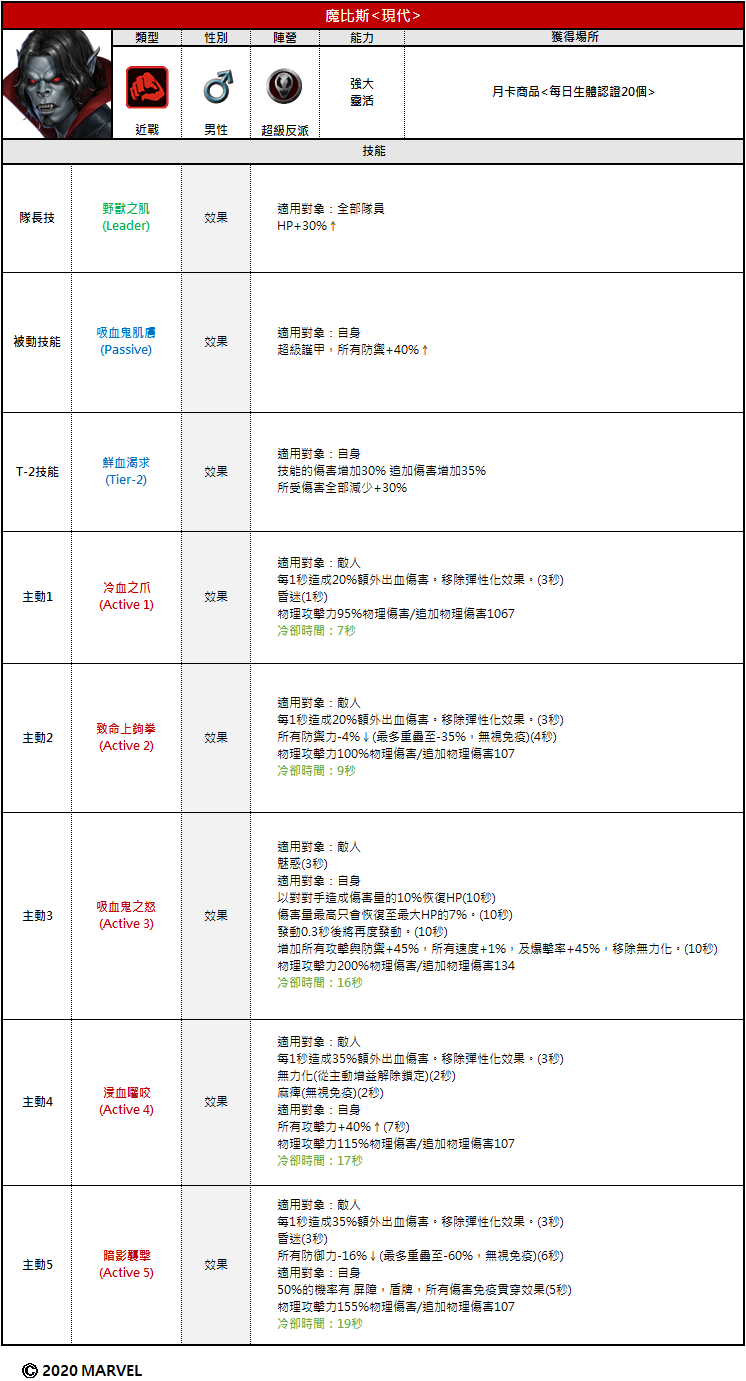 魔比斯<現代>
類型 性別 陣營 能力 獲得場所
近戰 男性 超級反派 強大 靈活 月卡商品<每日生體認證20個>
技能
隊長技
野獸之肌
(Leader)
效果
適用對象：全部隊員
HP+30%↑
被動技能
吸血鬼肌膚
(Passive)
效果
適用對象：自身
超級護甲，所有防禦+40%↑
T-2技能
鮮血渴求
(Tier-2)
效果
適用對象：自身
技能的傷害增加30% 追加傷害增加35%
所受傷害全部減少+30%
主動1
冷血之爪
(Active 1)
效果
適用對象：敵人
每1秒造成20%額外出血傷害。移除彈性化效果。(3秒)
昏迷(1秒)
物理攻擊力95%物理傷害/追加物理傷害1067
冷卻時間：7秒
主動2
致命上鉤拳
(Active 2)
效果
適用對象：敵人
每1秒造成20%額外出血傷害。移除彈性化效果。(3秒)
所有防禦力-4%↓(最多重疊至-35%，無視免疫)(4秒)
物理攻擊力100%物理傷害/追加物理傷害107
冷卻時間：9秒
主動3
吸血鬼之怒
(Active 3)
效果
適用對象：敵人
魅惑(3秒)
適用對象：自身
以對對手造成傷害量的10%恢復HP(10秒)
傷害量最高只會恢復至最大HP的7%。(10秒)
發動0.3秒後將再度發動。(10秒)
增加所有攻擊與防禦+45%，所有速度+1%，及爆擊率+45%，移除無力化。(10秒)
物理攻擊力200%物理傷害/追加物理傷害134
冷卻時間：16秒
主動4
浸血囓咬
(Active 4)
效果
適用對象：敵人
每1秒造成35%額外出血傷害。移除彈性化效果。(3秒)
無力化(從主動增益解除鎖定)(2秒)
麻痺(無視免疫)(2秒)
適用對象：自身
所有攻擊力+40%↑(7秒)
物理攻擊力115%物理傷害/追加物理傷害107
冷卻時間：17秒
主動5
暗影襲擊
(Active 5)
效果
適用對象：敵人
每1秒造成35%額外出血傷害。移除彈性化效果。(3秒)
昏迷(3秒)
所有防御力-16%↓(最多重疊至-60%，無視免疫)(6秒)
適用對象：自身
50%的機率有 屏障，盾牌，所有傷害免疫貫穿效果(5秒)
物理攻擊力155%物理傷害/追加物理傷害107
冷卻時間：19秒
© 2020 MARVEL